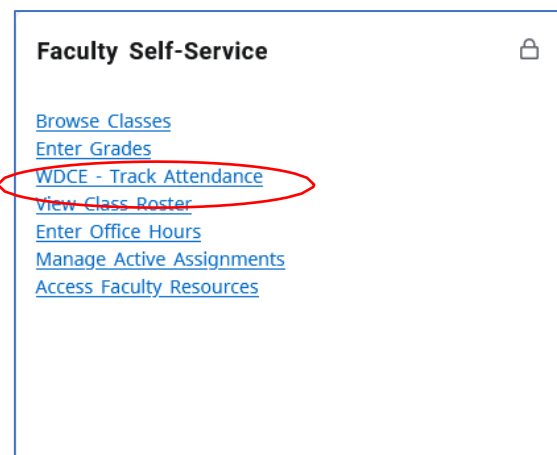 Faculty Self-Service
Browse Classes
Enter Grades
WDCE - Track Attendance
View Class Roster
Enter Office Hours
Manage Active Assignments
Access Faculty Resources